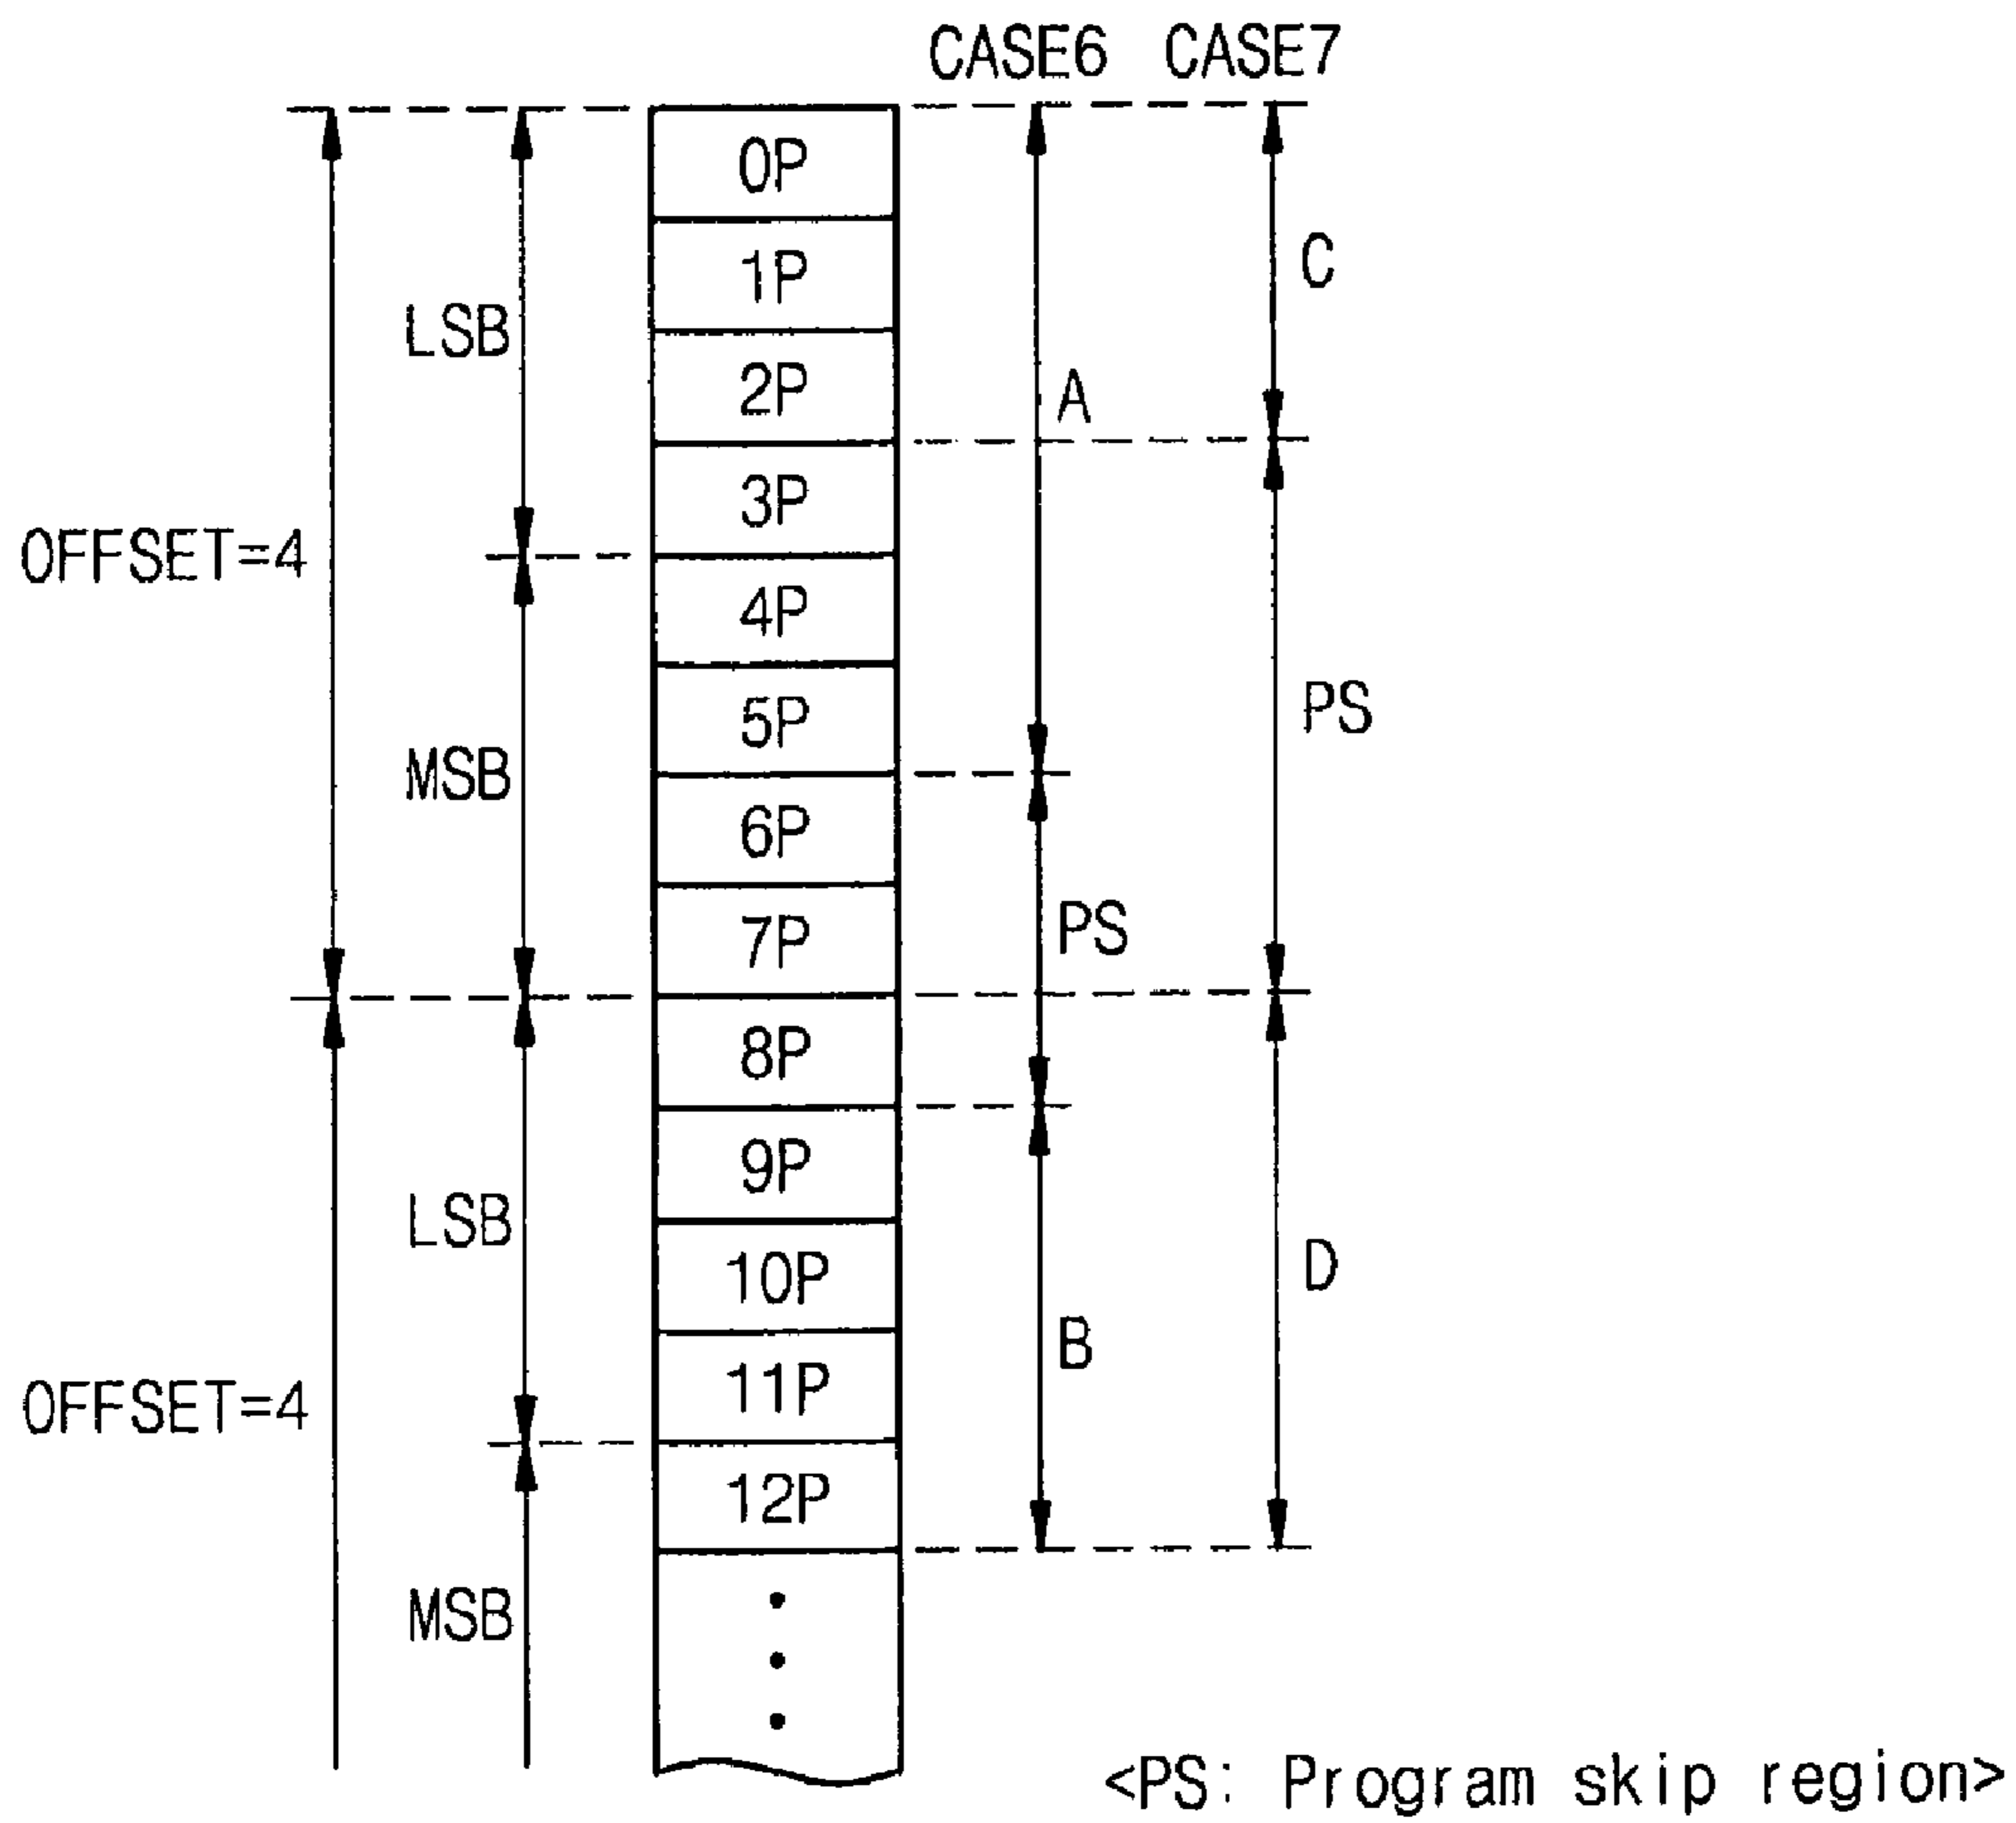 CASE6 CASE7
0P
1P
C
LSB
2P
A
3P
OFFSET=4
4P
5P
PS
MSB
6P
7P
PS
8P
9P
LSB
10P
D
B
11P
OFFSET=4
12P
MSB
<PS: Program skip region>